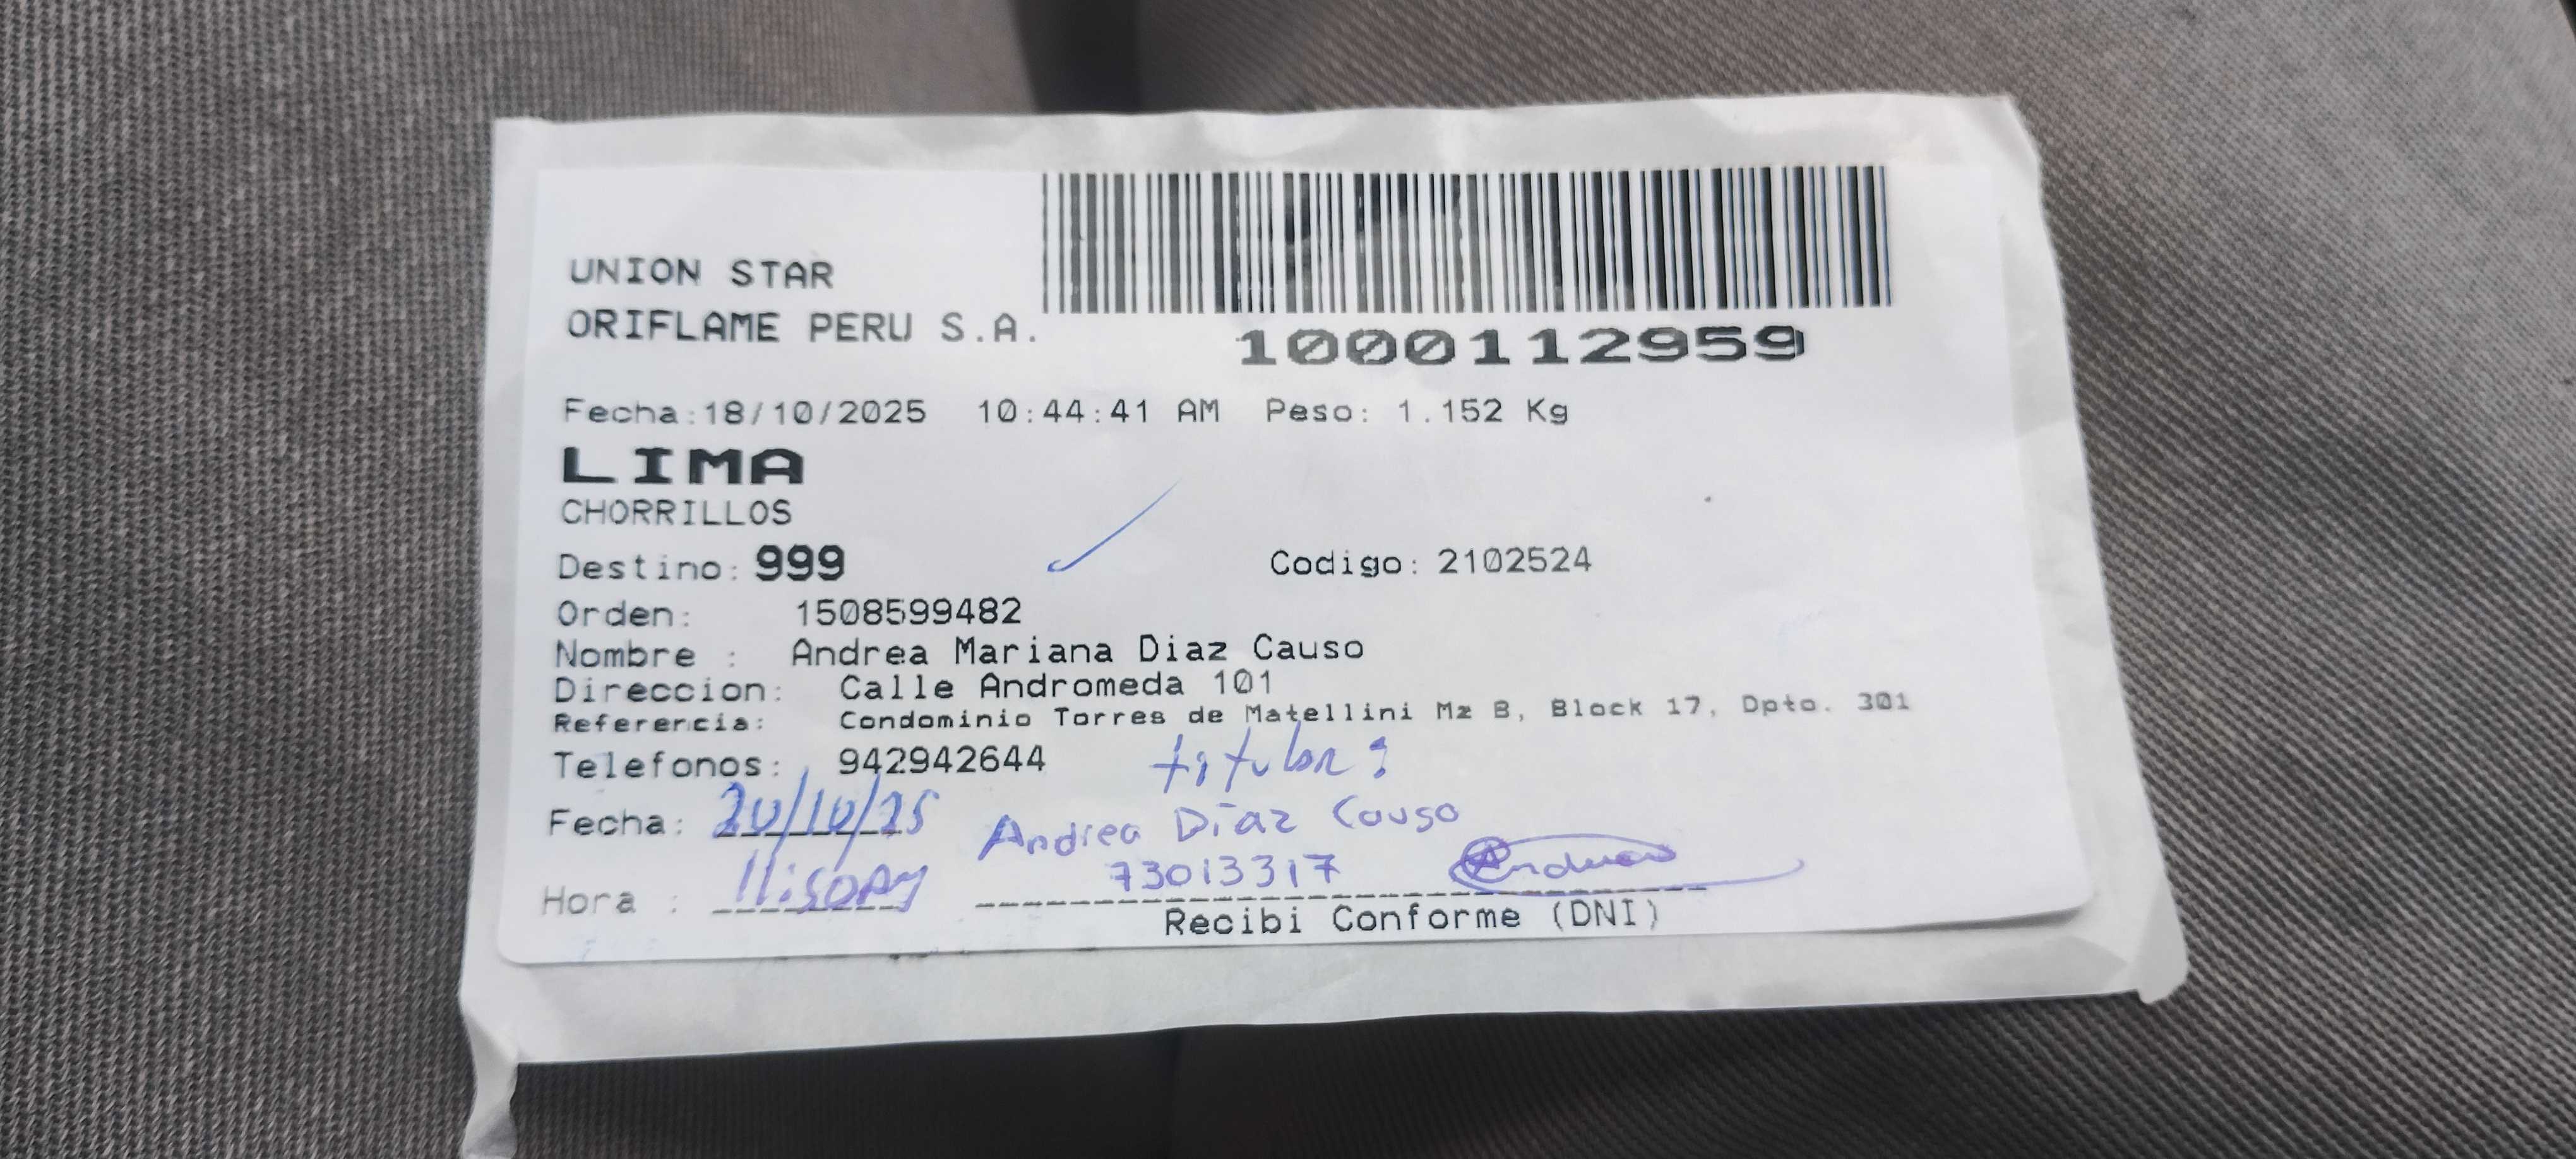 UNION STAR
ORIFLAME PERU S.A.
1000112959
Fecha:18/10/2025 10:44:41 AM Peso: 1.152 Kg
LIMA
CHORRILLOS
Destino: 999 Codigo: 2102524
Orden: 1508599482
Nombre : Andrea Mariana Diaz Causo
Direccion: Calle Andromeda 101
Referencia: Condominio Torres de Matellini Mz B, Block 17, Dpto. 301
Telefonos: 942942644 titular:
Fecha: 20/10/25 Andrea Díaz Causo
Hora : 11:50Am 73013317 Andrea
Recibi Conforme (DNI)